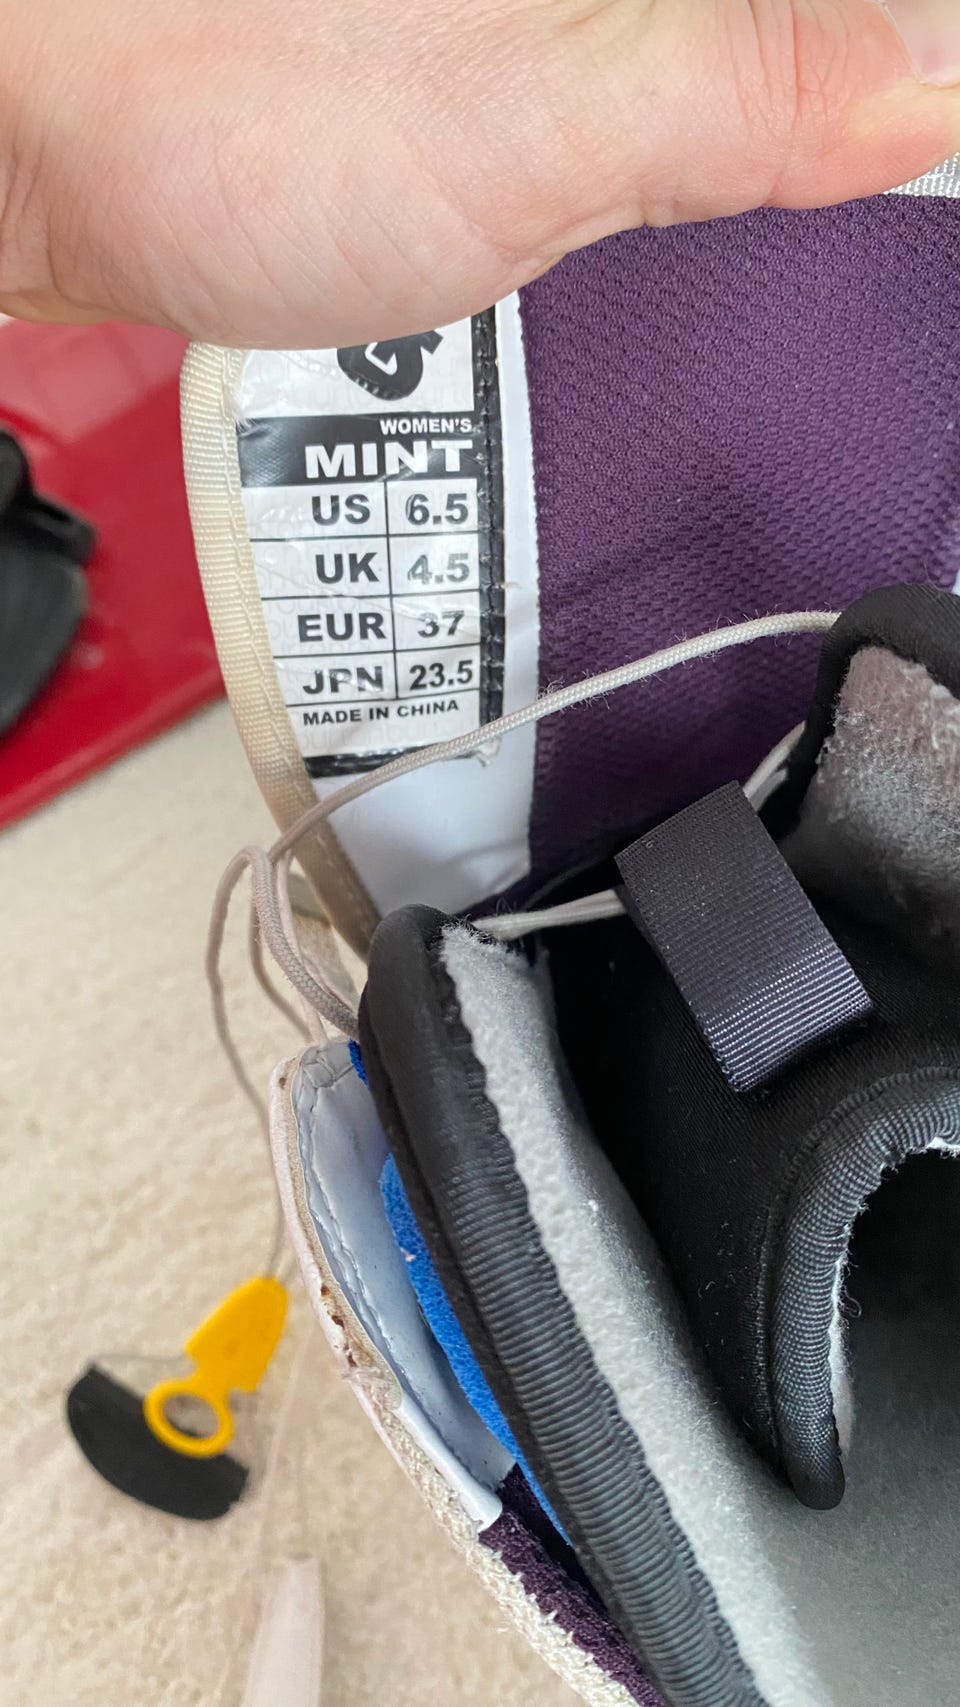 WOMEN'S
MINT
US 6.5
UK 4.5
EUR 37
JPN 23.5
MADE IN CHINA